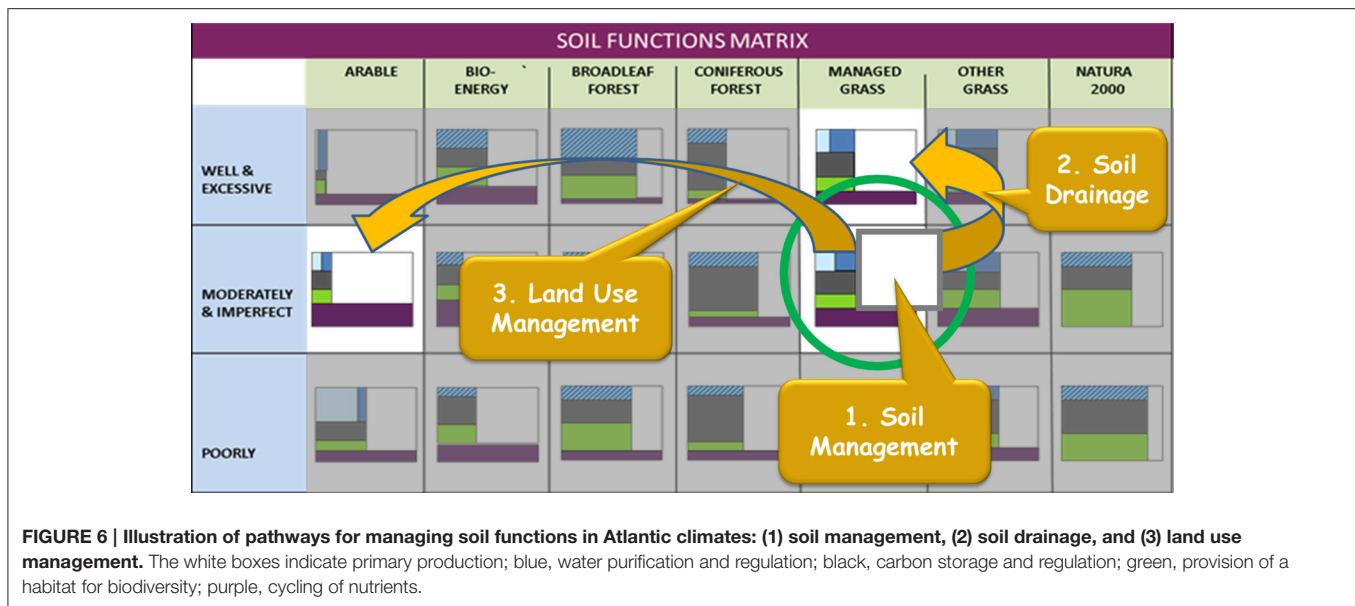 SOIL FUNCTIONS MATRIX
ARABLE
BIO-
ENERGY
BROADLEAF
FOREST
CONIFEROUS
FOREST
MANAGED
GRASS
OTHER
GRASS
NATURA
2000
WELL &
EXCESSIVE
2. Soil
Drainage
MODERATELY
& IMPERFECT
3. Land Use
Management
POORLY
1. Soil
Management
FIGURE 6 | Illustration of pathways for managing soil functions in Atlantic climates: (1) soil management, (2) soil drainage, and (3) land use
management. The white boxes indicate primary production; blue, water purification and regulation; black, carbon storage and regulation; green, provision of a
habitat for biodiversity; purple, cycling of nutrients.